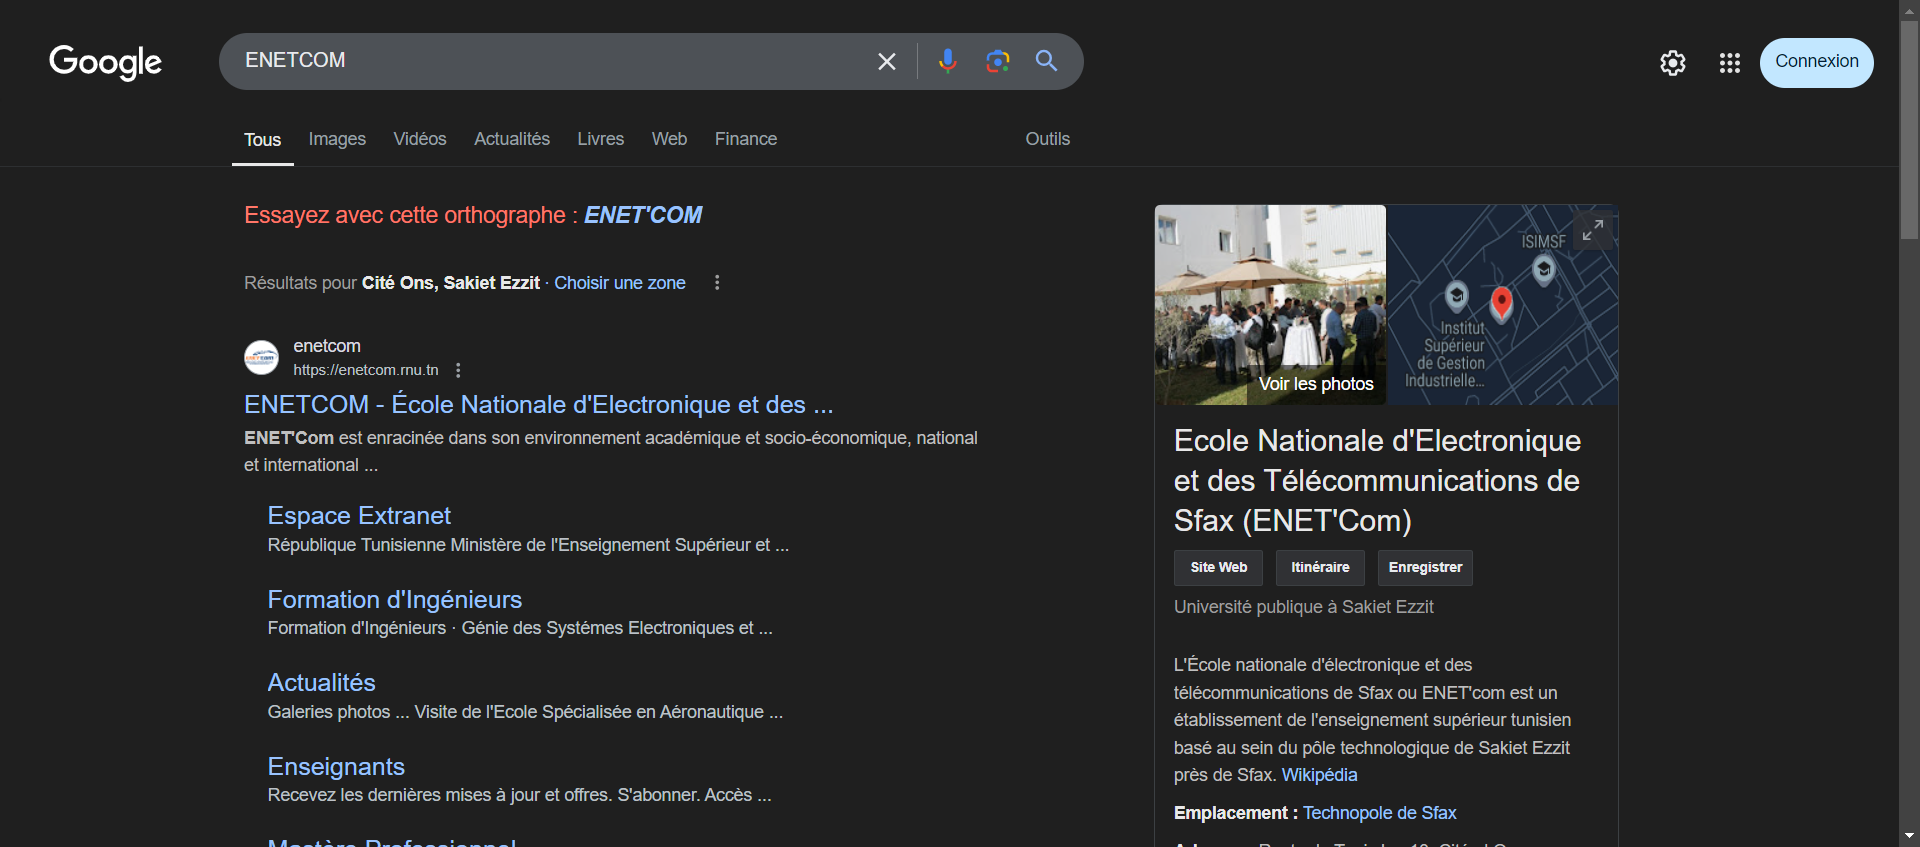 Google
ENETCOM
Connexion
Tous
Images
Vidéos
Actualités
Livres
Web
Finance
Outils
Essayez avec cette orthographe : ENET'COM
Résultats pour Cité Ons, Sakiet Ezzit · Choisir une zone
enetcom
https://enetcom.rnu.tn
ENETCOM - École Nationale d'Electronique et des ...
ENET'Com est enracinée dans son environnement académique et socio-économique, national
et international ...
Espace Extranet
République Tunisienne Ministère de l'Enseignement Supérieur et ...
Formation d'Ingénieurs
Formation d'Ingénieurs · Génie des Systémes Electroniques et ...
Actualités
Galeries photos ... Visite de l'Ecole Spécialisée en Aéronautique ...
Enseignants
Recevez les dernières mises à jour et offres. S'abonner. Accès ...
Mastère Professionnel
Voir les photos
ISIMSF
Institut
Supérieur
de Gestion
Industrielle...
Ecole Nationale d'Electronique
et des Télécommunications de
Sfax (ENET'Com)
Site Web
Itinéraire
Enregistrer
Université publique à Sakiet Ezzit
L'École nationale d'électronique et des
télécommunications de Sfax ou ENET'com est un
établissement de l'enseignement supérieur tunisien
basé au sein du pôle technologique de Sakiet Ezzit
près de Sfax. Wikipédia
Emplacement : Technopole de Sfax